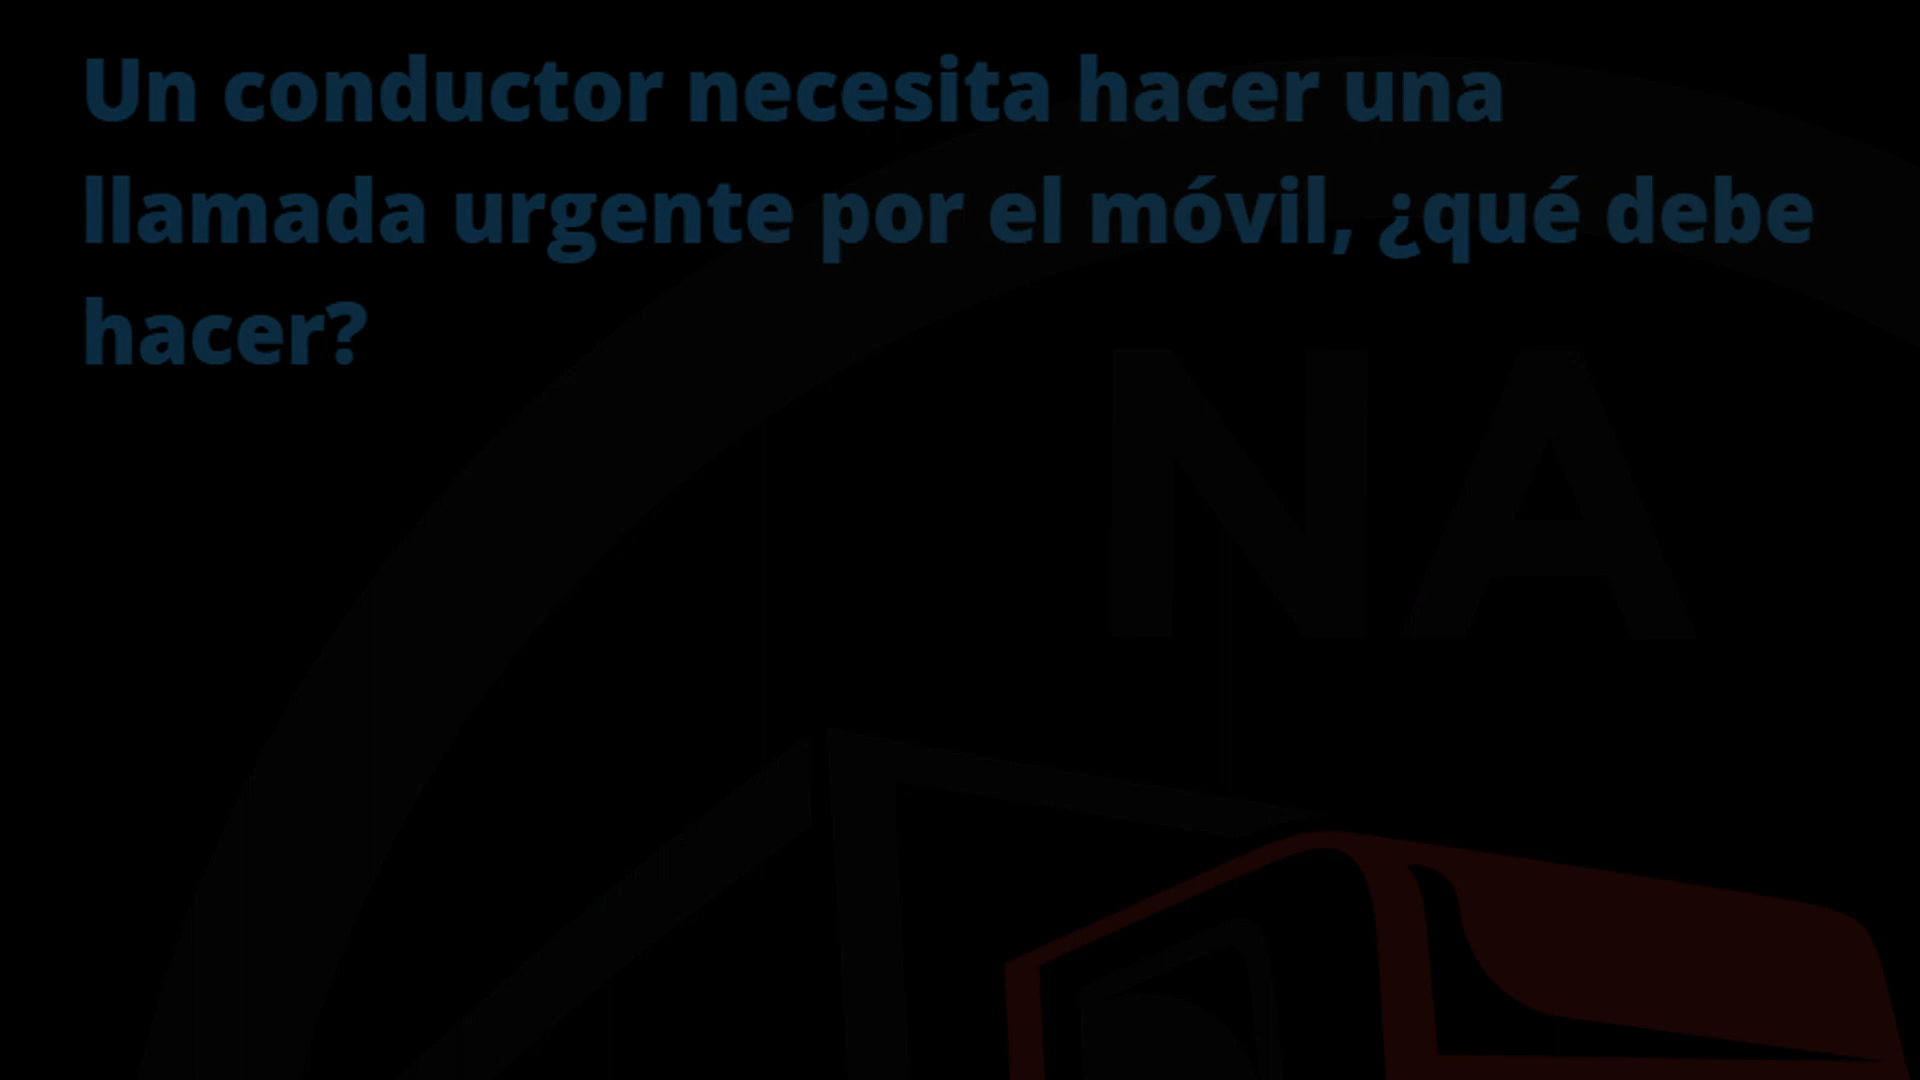 Un conductor necesita hacer una
llamada urgente por el móvil, ¿qué debe
hacer?
NA